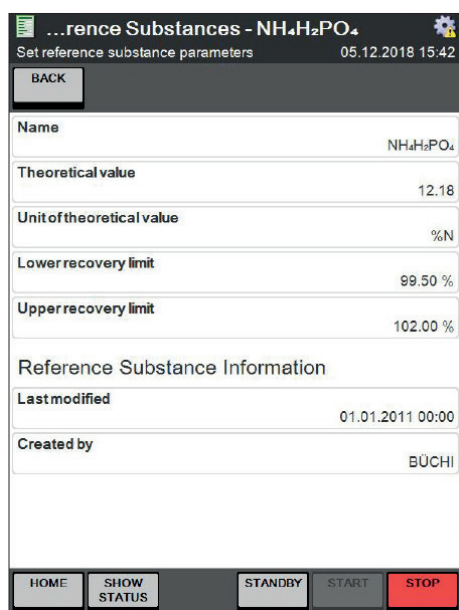 ...rence Substances - NH₄H₂PO₄
Set reference substance parameters 05.12.2018 15:42
BACK
Name
NH₄H₂PO₄
Theoretical value
12.18
Unit of theoretical value
%N
Lower recovery limit
99.50 %
Upper recovery limit
102.00 %
Reference Substance Information
Last modified
01.01.2011 00:00
Created by
BÜCHI
HOME SHOW STANDBY START STOP
STATUS